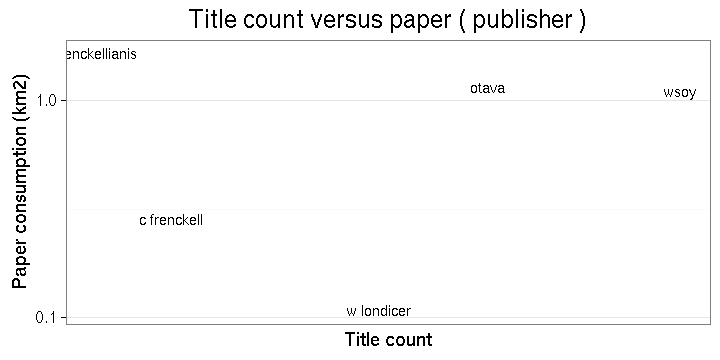 Title count versus paper ( publisher )
enckellianis
otava
wsoy
1.0
Paper consumption (km2)
c frenckell
w londicer
0.1
Title count